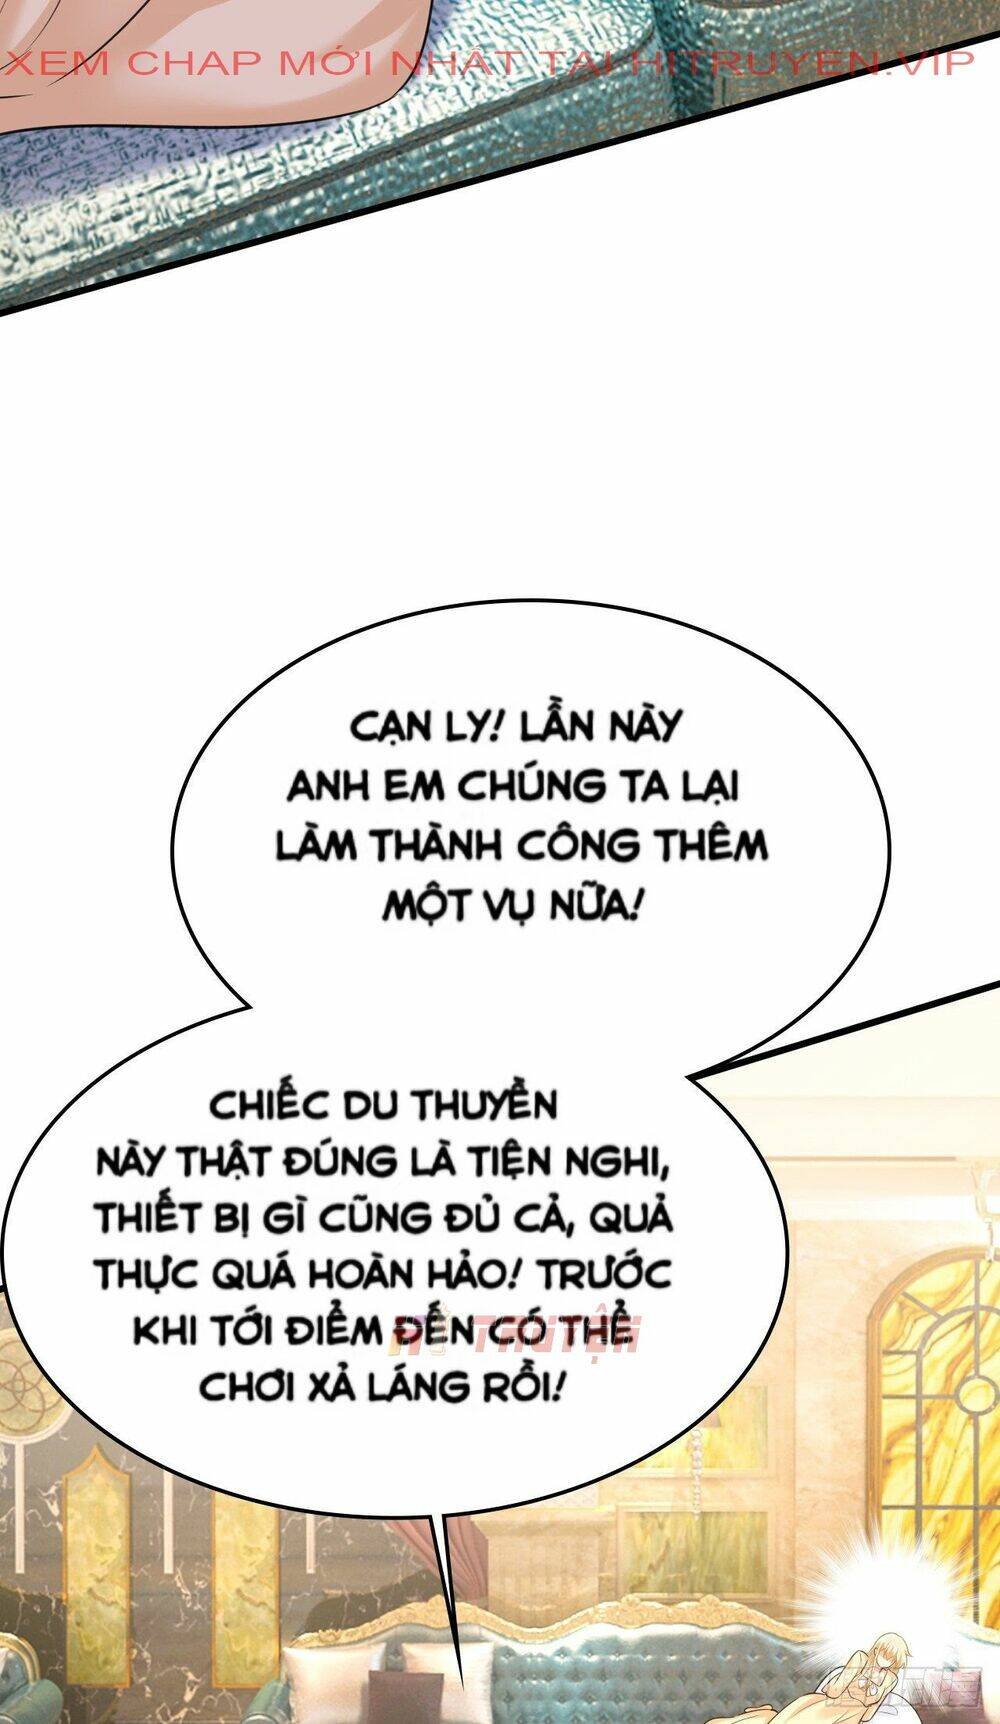 XEM CHAP MỚI NHẤT TẠI HITRUYEN.VIP
CẠN LY! LẦN NÀY
ANH EM CHÚNG TA LẠI
LÀM THÀNH CÔNG THÊM
MỘT VỤ NỮA!
CHIẾC DU THUYỀN
NÀY THẬT ĐÚNG LÀ TIỆN NGHI,
THIẾT BỊ GÌ CŨNG ĐỦ CẢ, QUẢ
THỰC QUÁ HOÀN HẢO! TRƯỚC
KHI TỚI ĐIỂM ĐẾN CÓ THỂ
CHƠI XẢ LÁNG RỒI!